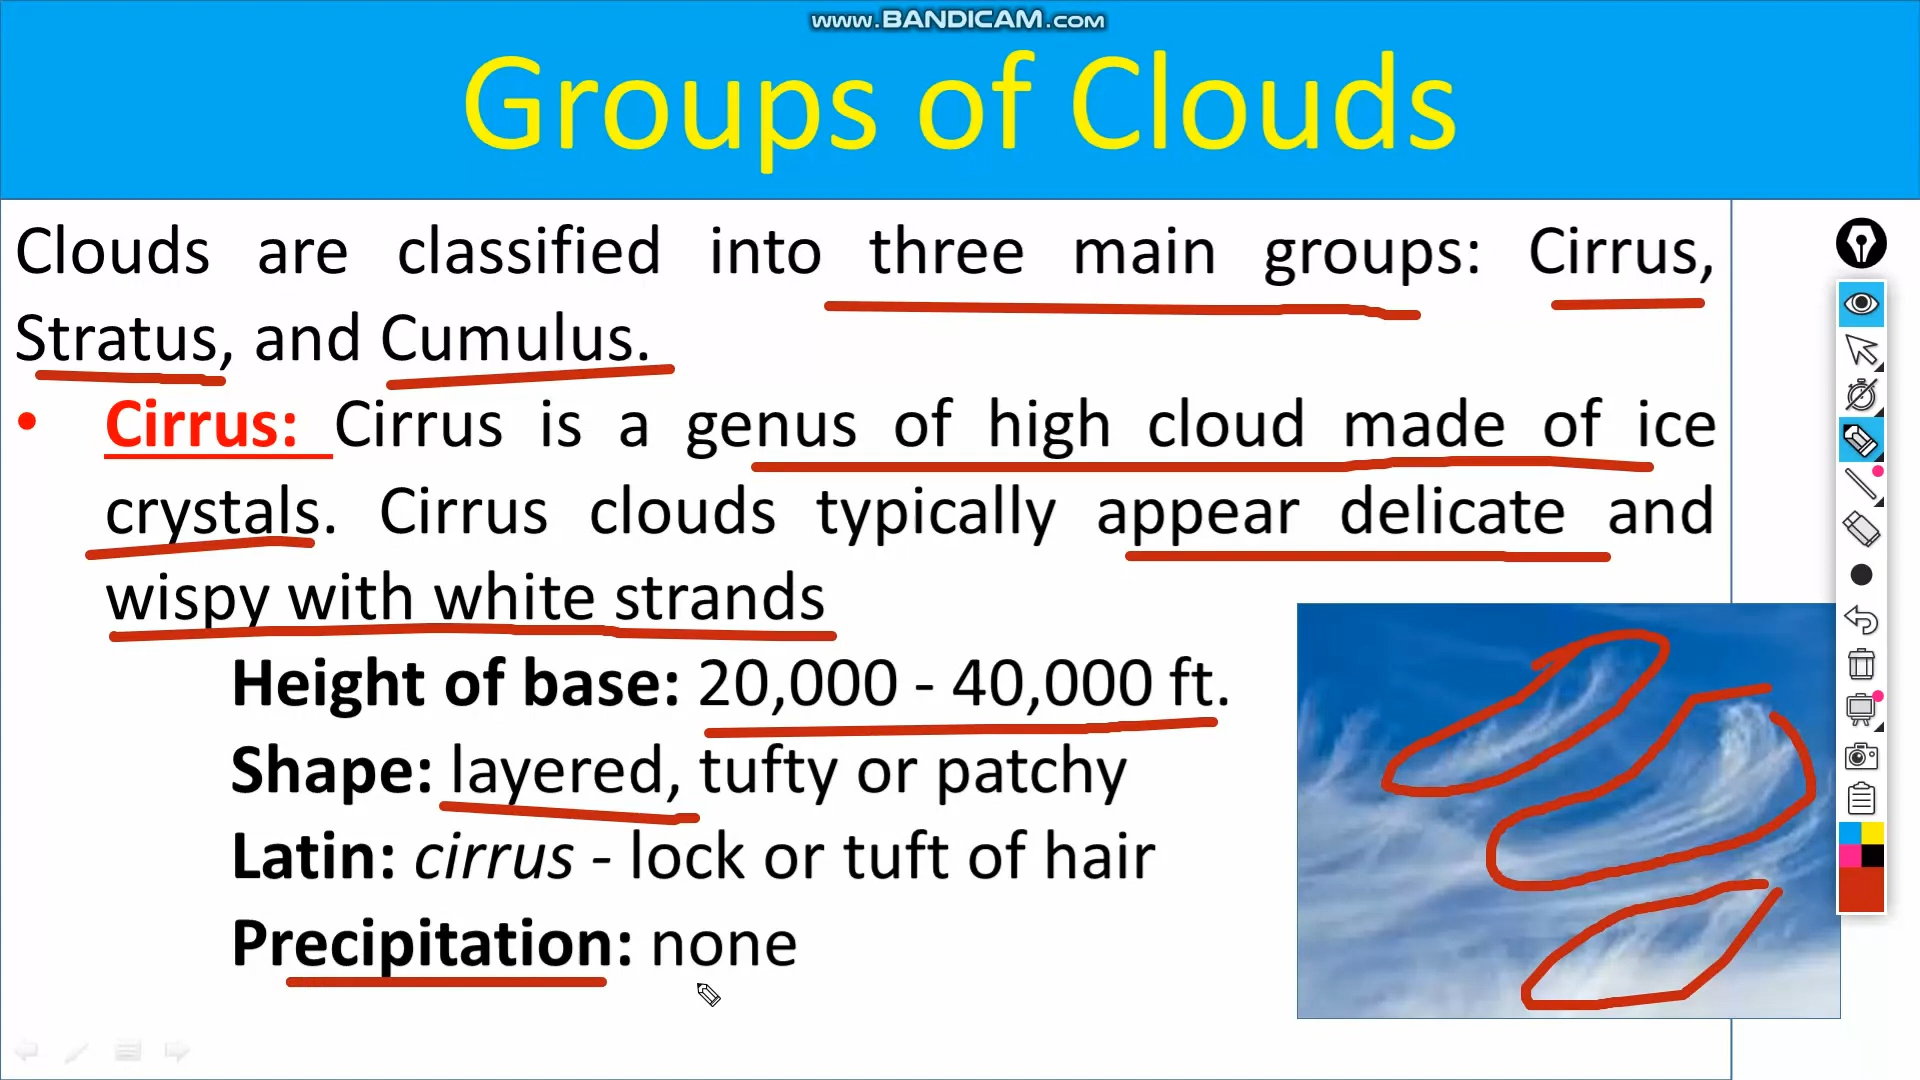 www.BANDICAM.com
Groups of Clouds
Clouds are classified into three main groups: Cirrus,
Stratus, and Cumulus.
• Cirrus: Cirrus is a genus of high cloud made of ice
crystals. Cirrus clouds typically appear delicate and
wispy with white strands
Height of base: 20,000 - 40,000 ft.
Shape: layered, tufty or patchy
Latin: cirrus - lock or tuft of hair
Precipitation: none